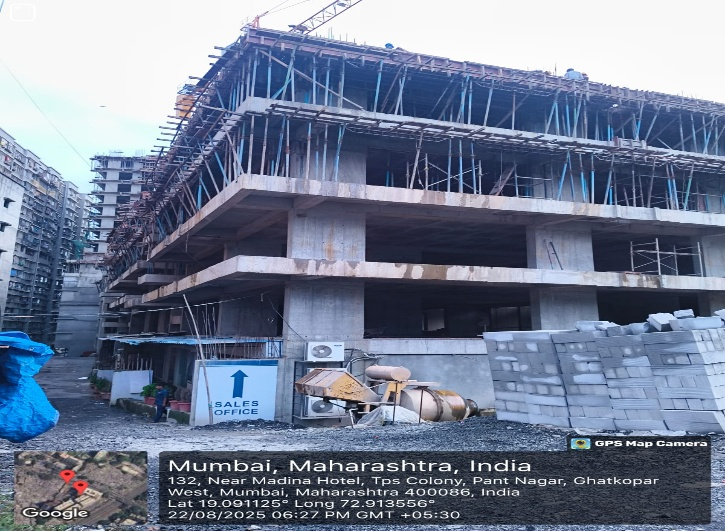 SALES
OFFICE
GPS Map Camera
Mumbai, Maharashtra, India
132, Near Madina Hotel, Tps Colony, Pant Nagar, Ghatkopar
West, Mumbai, Maharashtra 400086, India
Lat 19.091125° Long 72.913556°
22/08/2025 06:27 PM GMT +05:30
Google